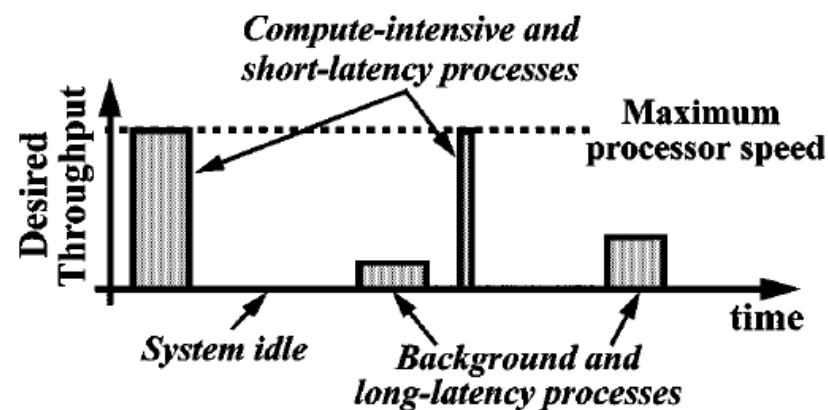 Compute-intensive and
short-latency processes
Maximum
processor speed
Desired
Throughput
time
System idle
Background and
long-latency processes